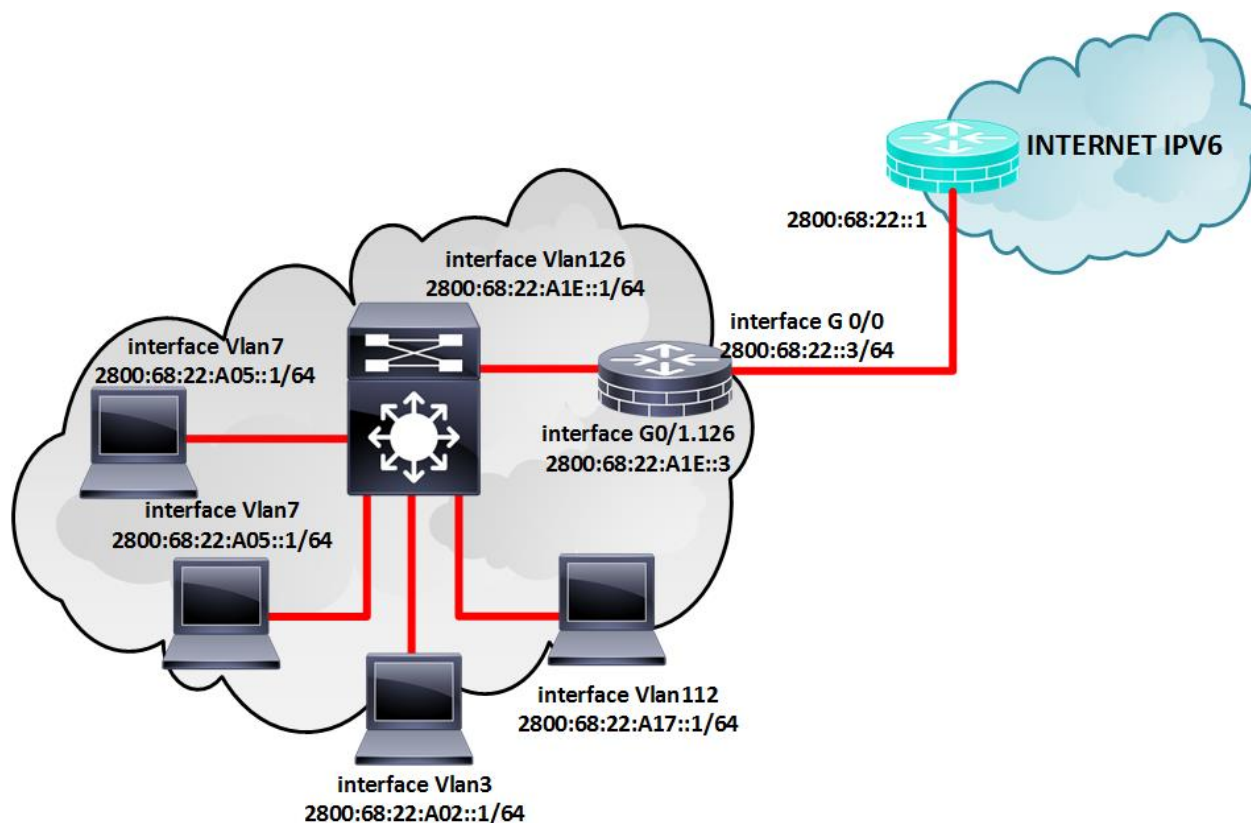 INTERNET IPV6
2800:68:22::1
interface Vlan126
2800:68:22:A1E::1/64
interface G 0/0
2800:68:22::3/64
interface Vlan7
2800:68:22:A05::1/64
interface G0/1.126
2800:68:22:A1E::3
interface Vlan7
2800:68:22:A05::1/64
interface Vlan112
2800:68:22:A17::1/64
interface Vlan3
2800:68:22:A02::1/64